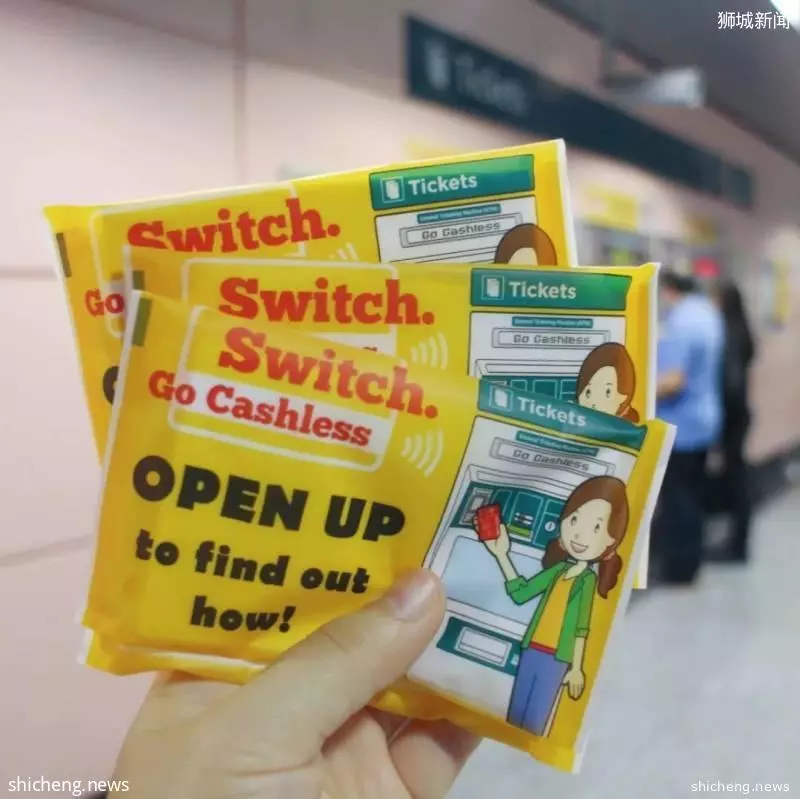 狮城新闻
Tickets
Tickets
Switch.
Go Cashless
Go
Tickets
Switch.
Go Cashless
Tickets
Switch.
Go Cashless
Go Cashless
OPEN UP
to find out
how!
shicheng.news
shicheng.news